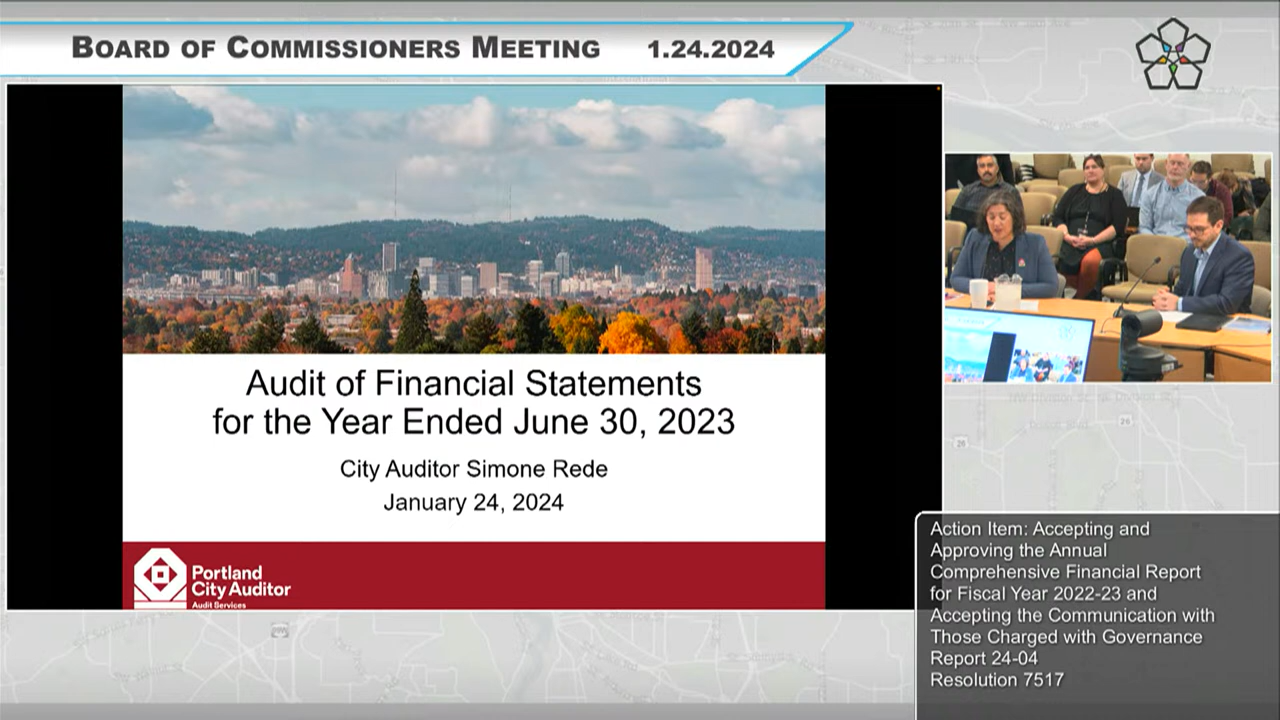 BOARD OF COMMISSIONERS MEETING 1.24.2024
Audit of Financial Statements
for the Year Ended June 30, 2023
City Auditor Simone Rede
January 24, 2024
Portland
City Auditor
Audit Services
26
26
Action Item: Accepting and
Approving the Annual
Comprehensive Financial Report
for Fiscal Year 2022-23 and
Accepting the Communication with
Those Charged with Governance
Report 24-04
Resolution 7517